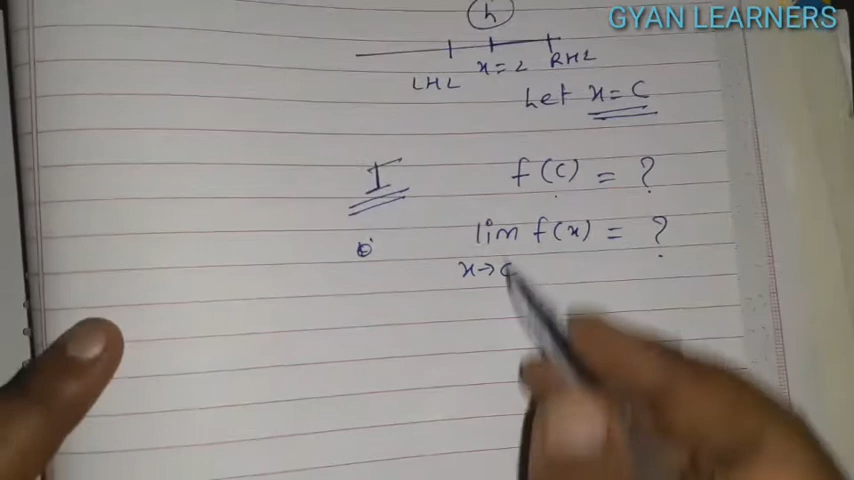 GYAN LEARNERS
h
LHL x = 2 RHL
Let x = C
I f(c) = ?
lim f(x) = ?
x→c